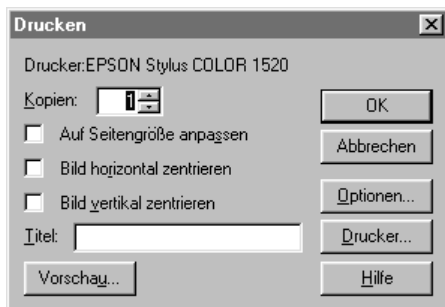 Drucken
Drucker:EPSON Stylus COLOR 1520
Kopien: 1
OK
Auf Seitengröße anpassen
Abbrechen
Bild horizontal zentrieren
Bild vertikal zentrieren
Optionen...
Titel:
Drucker...
Vorschau...
Hilfe